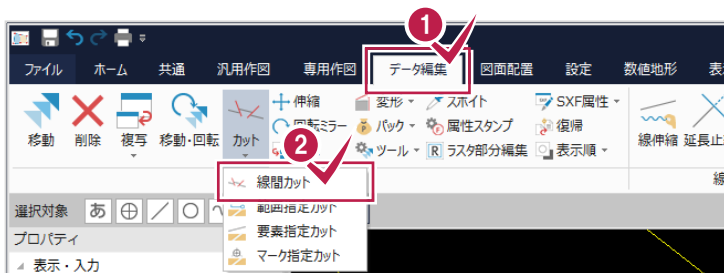 1
ファイル ホーム 共通 汎用作図 専用作図 データ編集 図面配置 設定 数値地形
伸縮 変形 スポイト SXF属性
回転ミラー パック 属性スタンプ 復帰
移動 削除 複写 移動・回転 カット 線伸縮
2
ツール R ラスタ部分編集 表示順
線間カット
選択対象 あ
範囲指定カット
プロパティ
要素指定カット
表示・入力
マーク指定カット